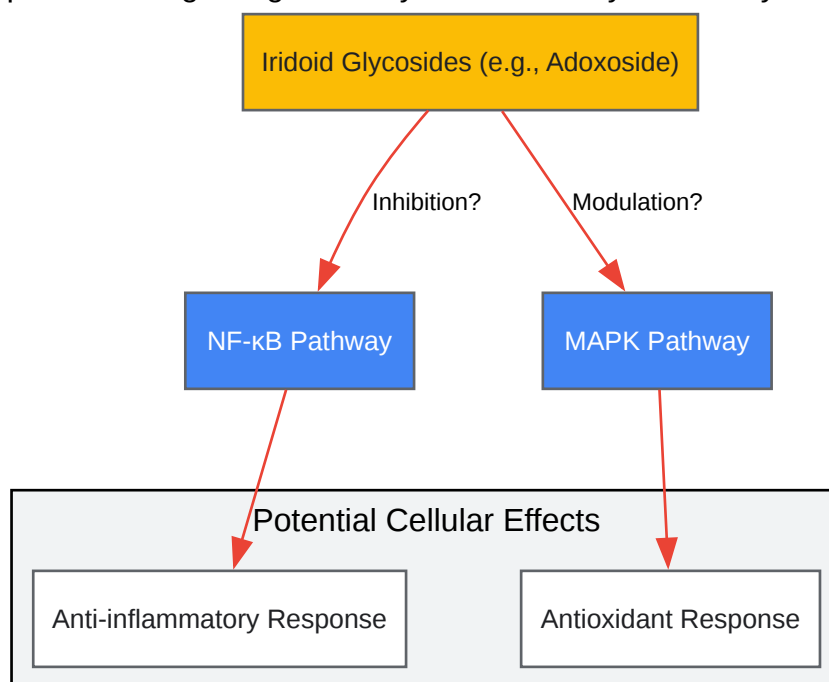 Iridoid Glycosides (e.g., Adoxoside)
Inhibition? Modulation?
NF-κB Pathway MAPK Pathway
Potential Cellular Effects
Anti-inflammatory Response Antioxidant Response